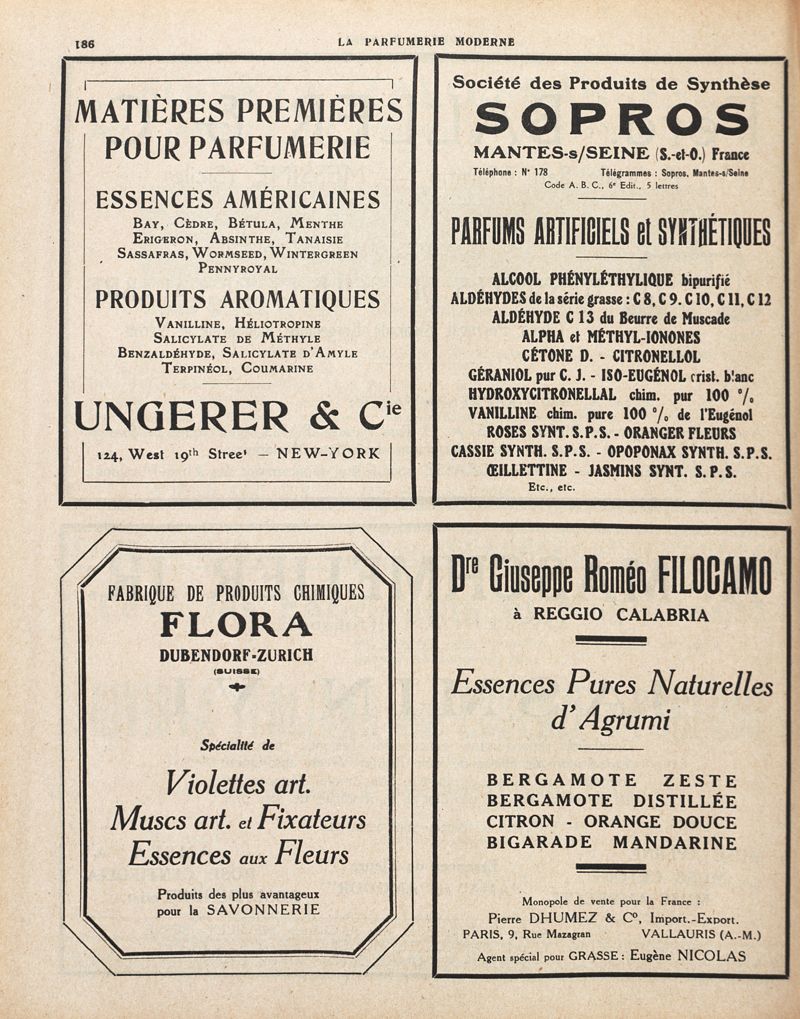 186
LA PARFUMERIE MODERNE
MATIÈRES PREMIÈRES
POUR PARFUMERIE
ESSENCES AMÉRICAINES
BAY, CÈDRE, BÉTULA, MENTHE
ERIGERON, ABSINTHE, TANAISIE
SASSAFRAS, WORMSEED, WINTERGREEN
PENNYROYAL
PRODUITS AROMATIQUES
VANILLINE, HÉLIOTROPINE
SALICYLATE DE MÉTHYLE
BENZALDÉHYDE, SALICYLATE D'AMYLE
TERPINÉOL, COUMARINE
UNGERER & Cie
124, West 19th Stree' — NEW-YORK
Société des Produits de Synthèse
SOPROS
MANTES-s/SEINE (S.-et-O.) France
Téléphone : N° 178 Télégrammes : Sopros, Mantes-s/Seine
Code A. B. C., 6e Edit., 5 lettres
PARFUMS ARTIFICIELS et SYNTHÉTIQUES
ALCOOL PHÉNYLÉTHYLIQUE bipurifié
ALDÉHYDES de la série grasse : C 8, C 9. C 10, C 11, C 12
ALDÉHYDE C 13 du Beurre de Muscade
ALPHA et MÉTHYL-IONONES
CÉTONE D. - CITRONELLOL
GÉRANIOL pur C. J. - ISO-EUGÉNOL crist. blanc
HYDROXYCITRONELLAL chim. pur 100 %
VANILLINE chim. pure 100 % de l'Eugénol
ROSES SYNT. S.P.S. - ORANGER FLEURS
CASSIE SYNTH. S.P.S. - OPOPONAX SYNTH. S.P.S.
ŒILLETTINE - JASMINS SYNT. S.P.S.
Etc., etc.
FABRIQUE DE PRODUITS CHIMIQUES
FLORA
DUBENDORF-ZURICH
(SUISSE)
Spécialité de
Violettes art.
Muscs art. et Fixateurs
Essences aux Fleurs
Produits des plus avantageux
pour la SAVONNERIE
Dre Giuseppe Roméo FILOCAMO
à REGGIO CALABRIA
Essences Pures Naturelles
d'Agrumi
BERGAMOTE ZESTE
BERGAMOTE DISTILLÉE
CITRON - ORANGE DOUCE
BIGARADE MANDARINE
Monopole de vente pour la France :
Pierre DHUMEZ & Co, Import.-Export.
PARIS, 9, Rue Mazagran VALLAURIS (A.-M.)
Agent spécial pour GRASSE : Eugène NICOLAS